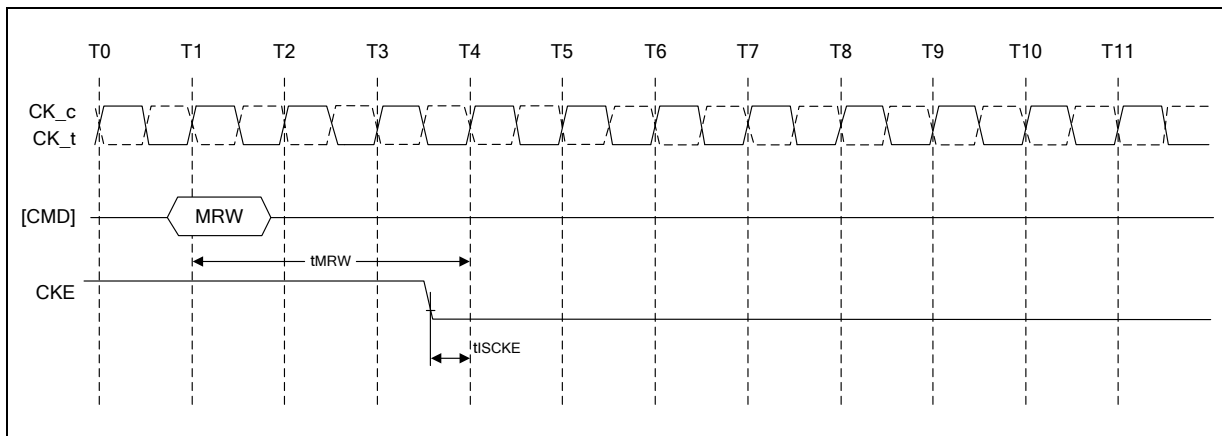 T0 T1 T2 T3 T4 T5 T6 T7 T8 T9 T10 T11
CK_c
CK_t
[CMD] MRW
tMRW
CKE
tISCKE